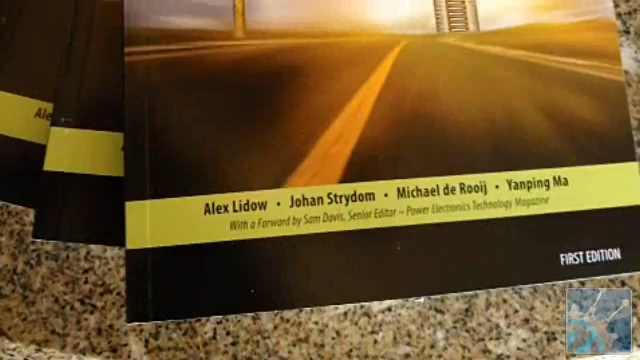 Alex Lidow • Johan Strydom • Michael de Rooij • Yanping Ma
With a Forward by Sam Davis, Senior Editor – Power Electronics Technology Magazine
FIRST EDITION
Ale